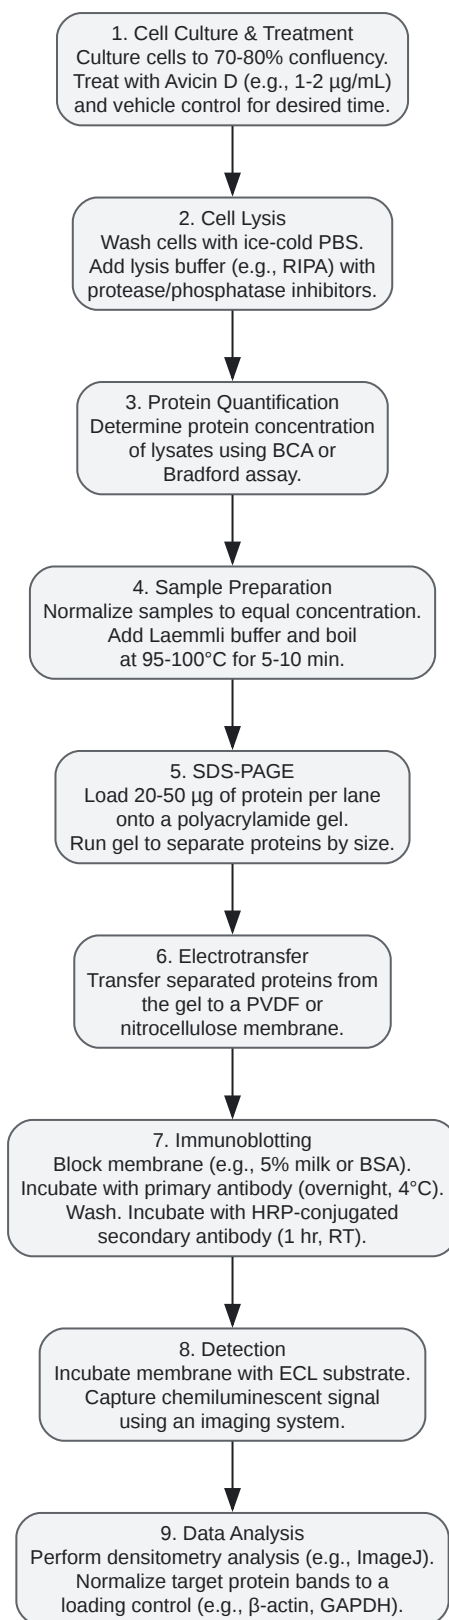 1. Cell Culture & Treatment
Culture cells to 70-80% confluency.
Treat with Avicin D (e.g., 1-2 µg/mL)
and vehicle control for desired time.
2. Cell Lysis
Wash cells with ice-cold PBS.
Add lysis buffer (e.g., RIPA) with
protease/phosphatase inhibitors.
3. Protein Quantification
Determine protein concentration
of lysates using BCA or
Bradford assay.
4. Sample Preparation
Normalize samples to equal concentration.
Add Laemmli buffer and boil
at 95-100°C for 5-10 min.
5. SDS-PAGE
Load 20-50 µg of protein per lane
onto a polyacrylamide gel.
Run gel to separate proteins by size.
6. Electrotransfer
Transfer separated proteins from
the gel to a PVDF or
nitrocellulose membrane.
7. Immunoblotting
Block membrane (e.g., 5% milk or BSA).
Incubate with primary antibody (overnight, 4°C).
Wash. Incubate with HRP-conjugated
secondary antibody (1 hr, RT).
8. Detection
Incubate membrane with ECL substrate.
Capture chemiluminescent signal
using an imaging system.
9. Data Analysis
Perform densitometry analysis (e.g., ImageJ).
Normalize target protein bands to a
loading control (e.g., β-actin, GAPDH).